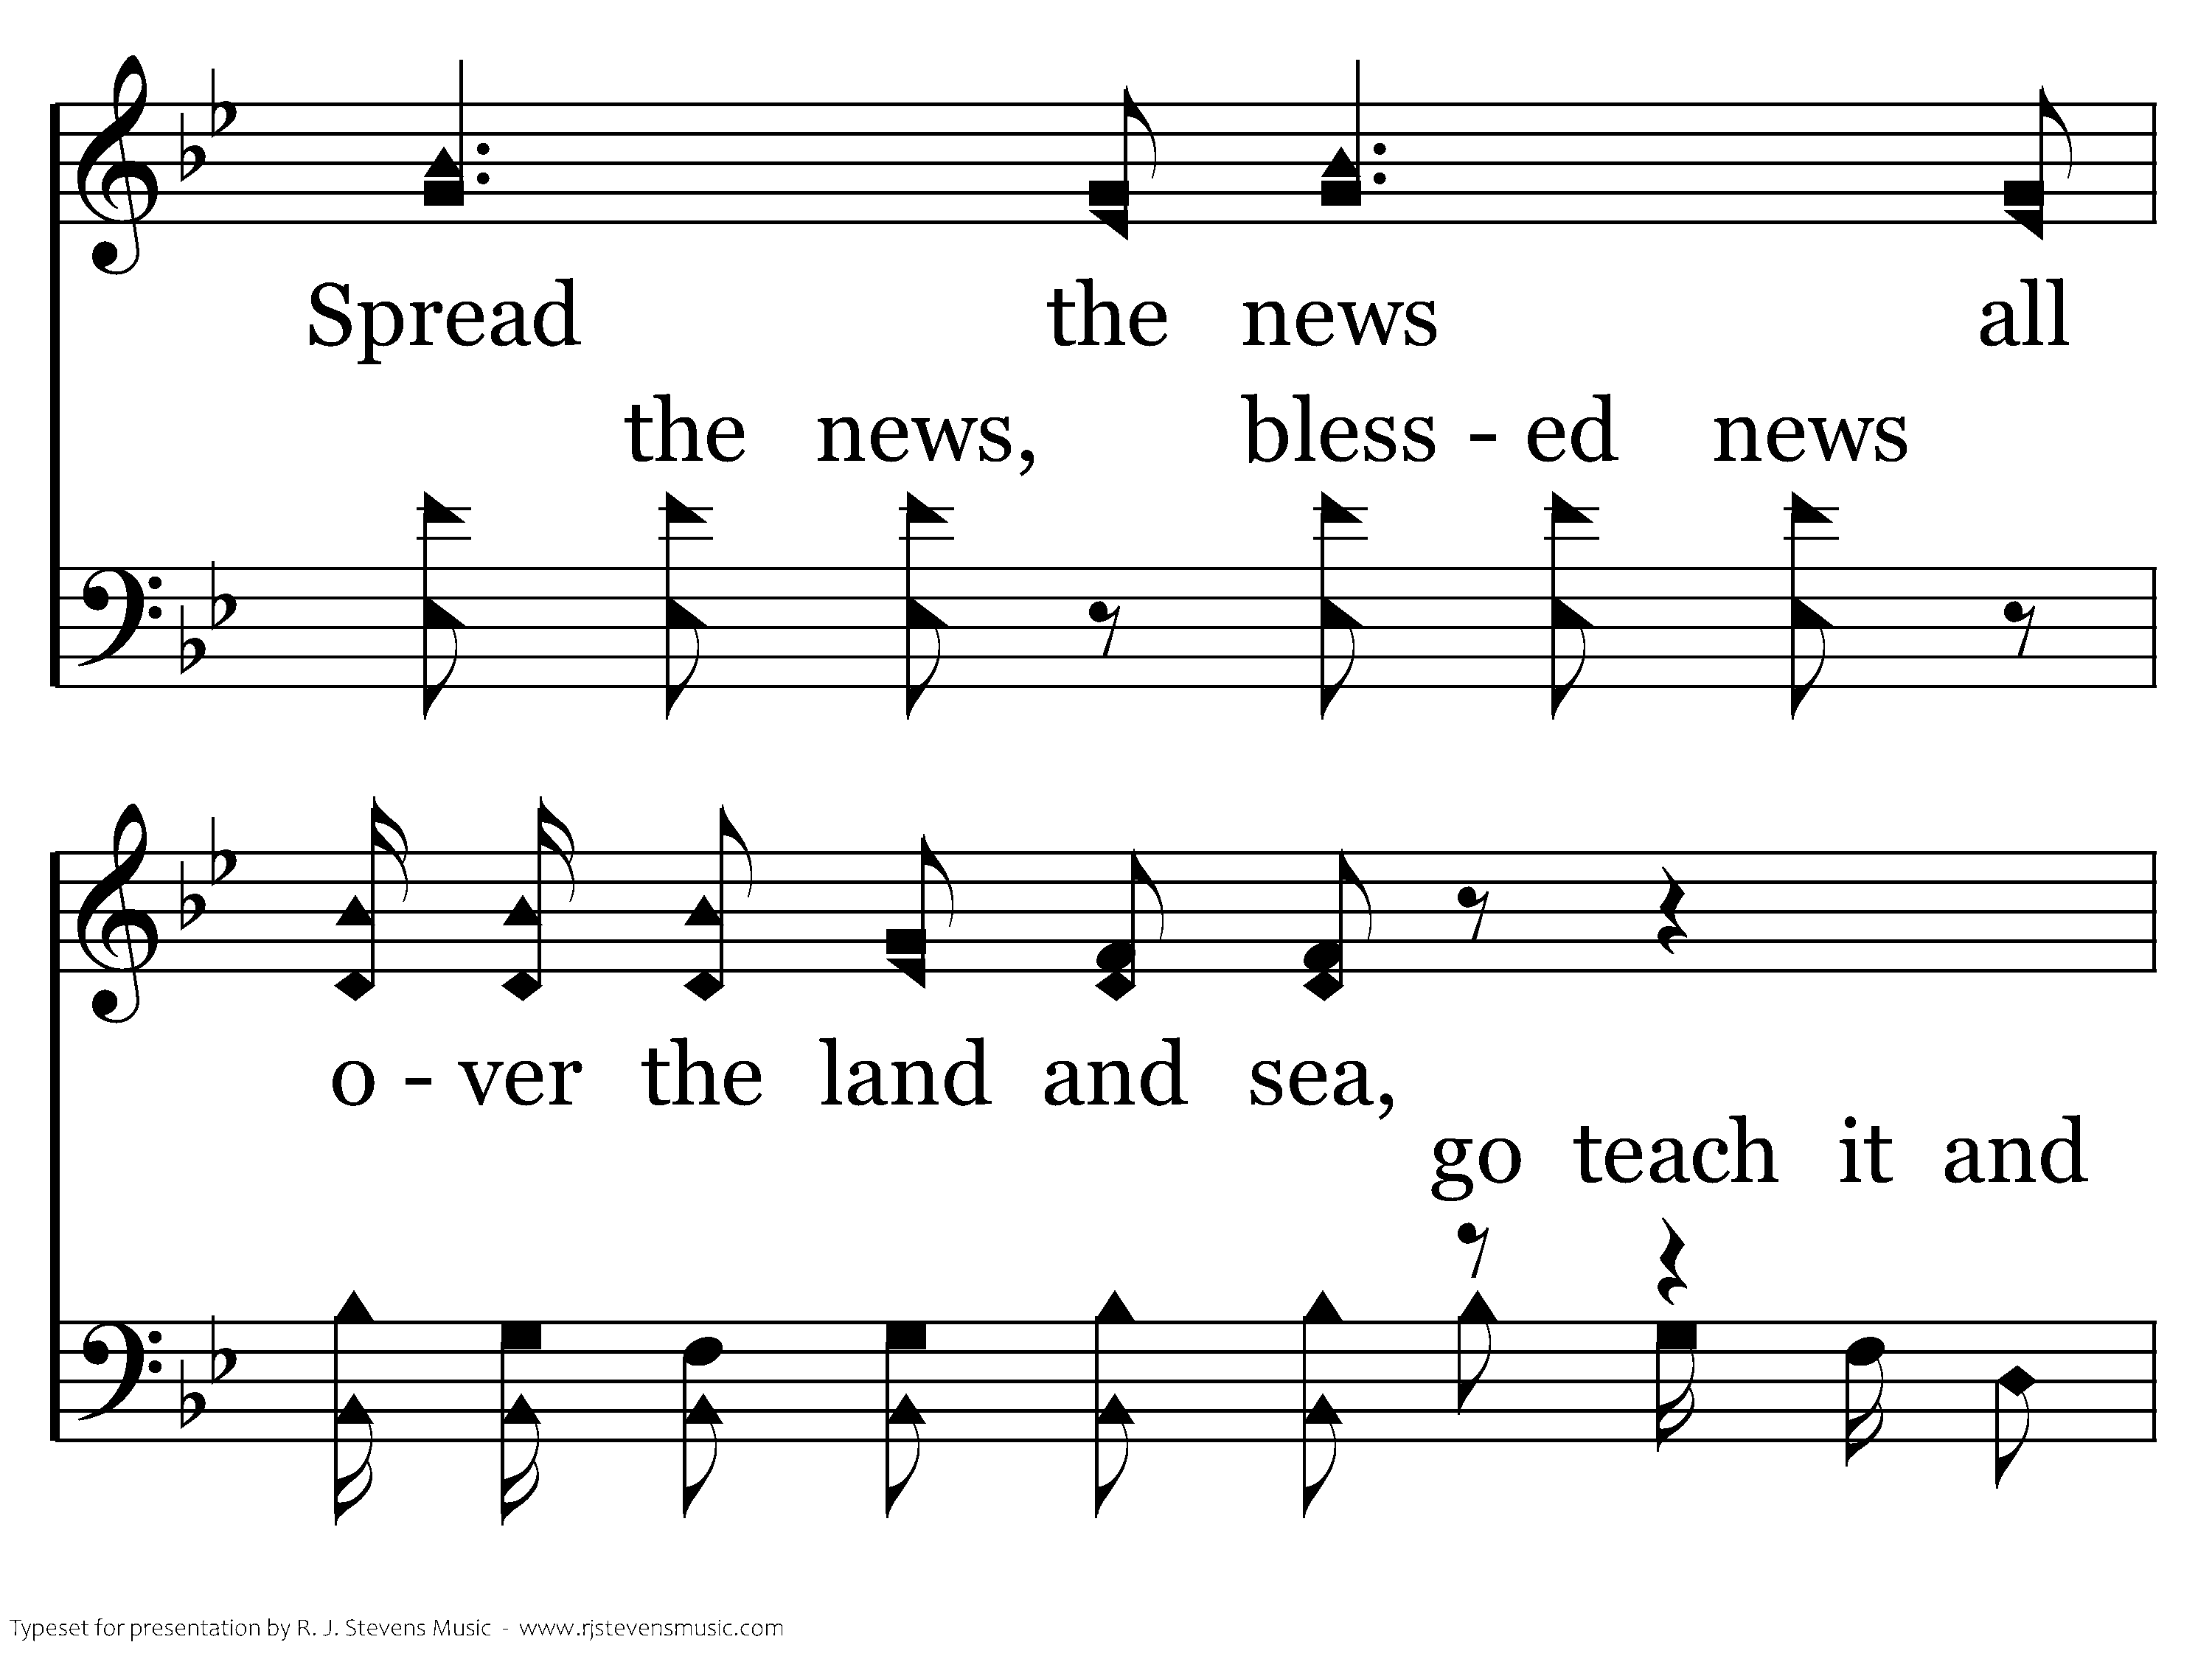 Spread the news all
the news, bless - ed news
o - ver the land and sea,
go teach it and
Typeset for presentation by R. J. Stevens Music - www.rjstevensmusic.com